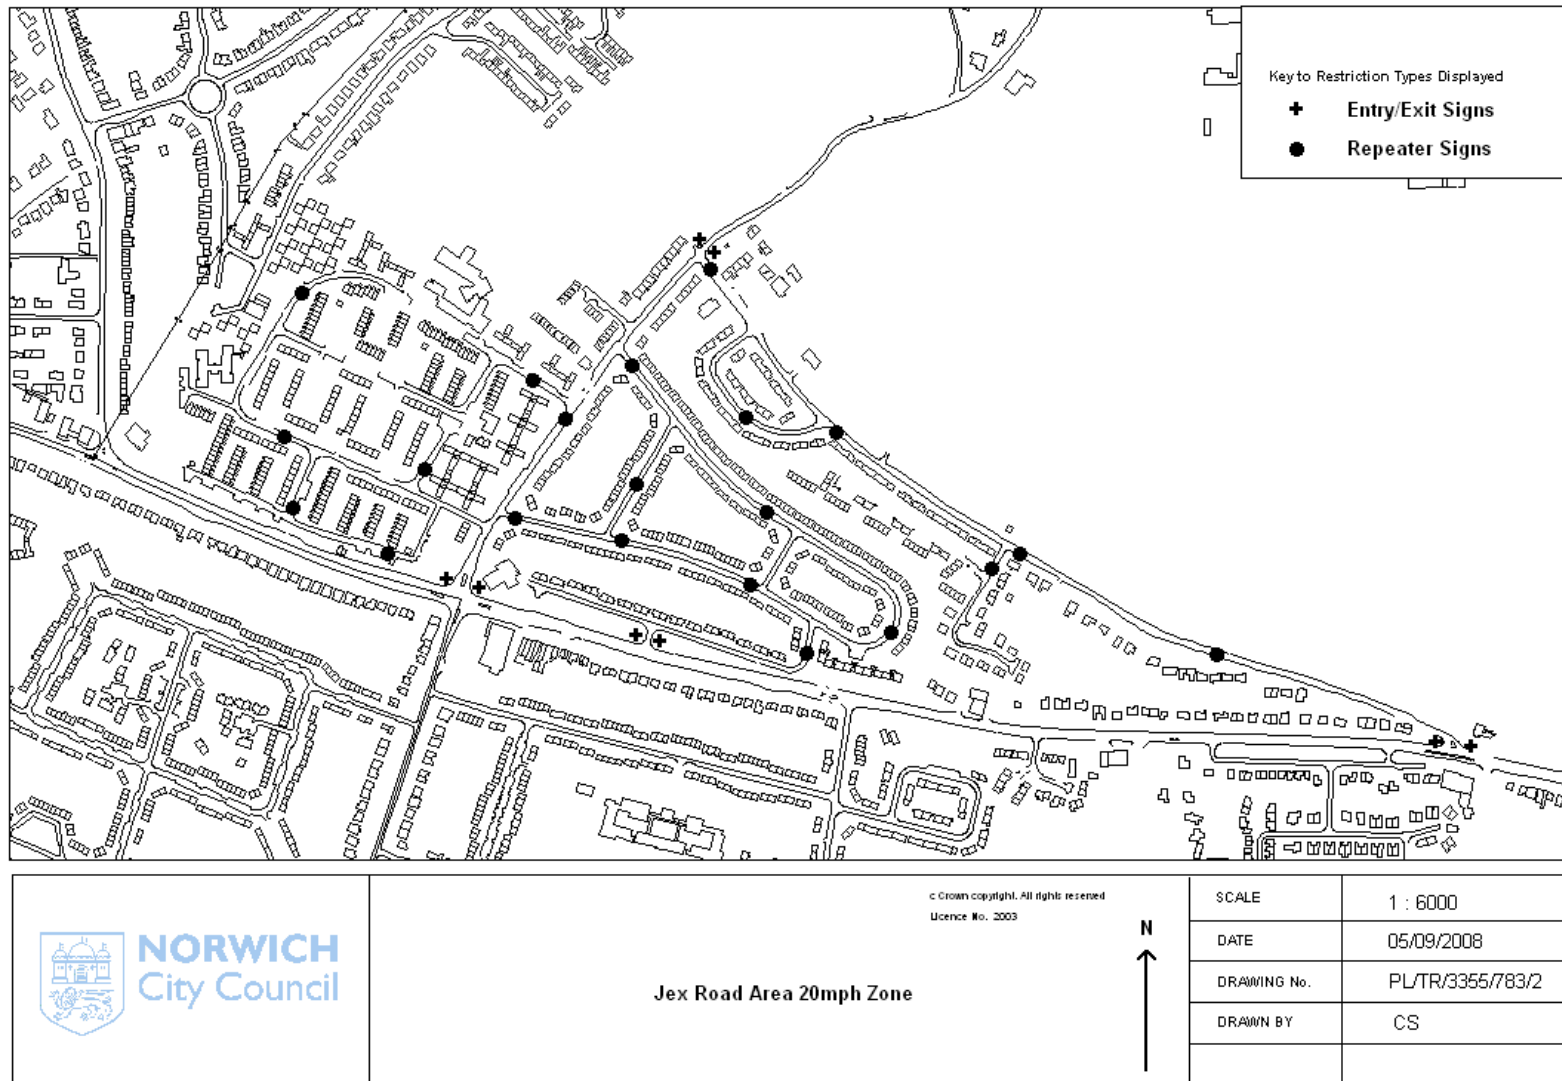 Key to Restriction Types Displayed
Entry/Exit Signs
Repeater Signs
NORWICH
City Council
Jex Road Area 20mph Zone
c Crown copyright. All rights reserved
Licence No. 2003
N
SCALE 1 : 6000
DATE 05/09/2008
DRAWING No. PL/TR/3355/783/2
DRAWN BY CS